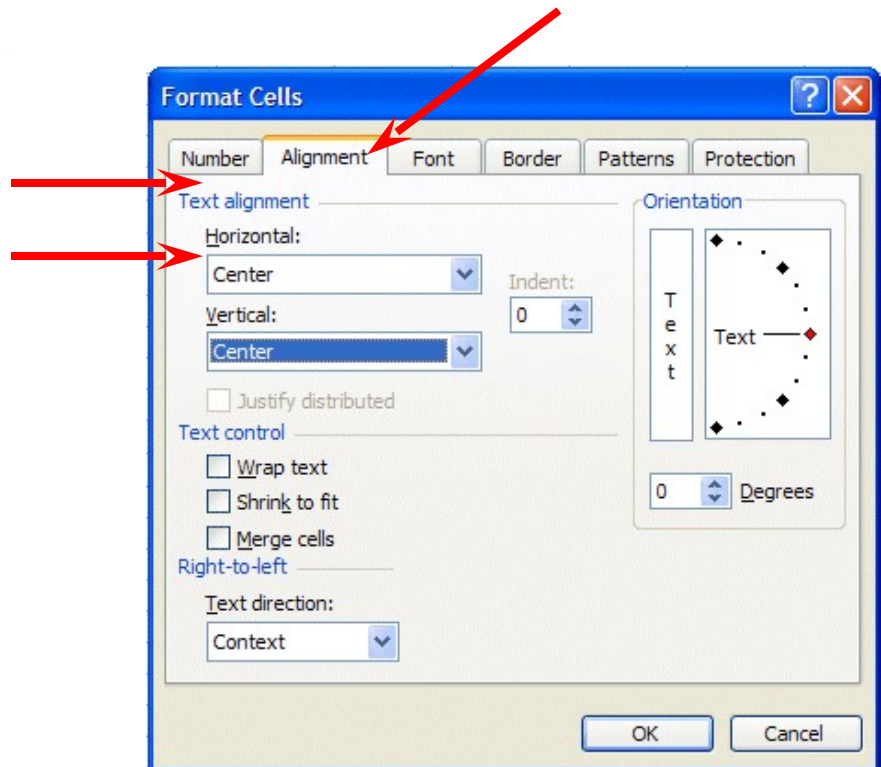 Format Cells
?
Number Alignment Font Border Patterns Protection
Text alignment
Horizontal:
Center
Indent:
0
Vertical:
Center
Justify distributed
Text control
Wrap text
Shrink to fit
Merge cells
Right-to-left
Text direction:
Context
Orientation
T
e
x
t
Text
0 Degrees
OK Cancel